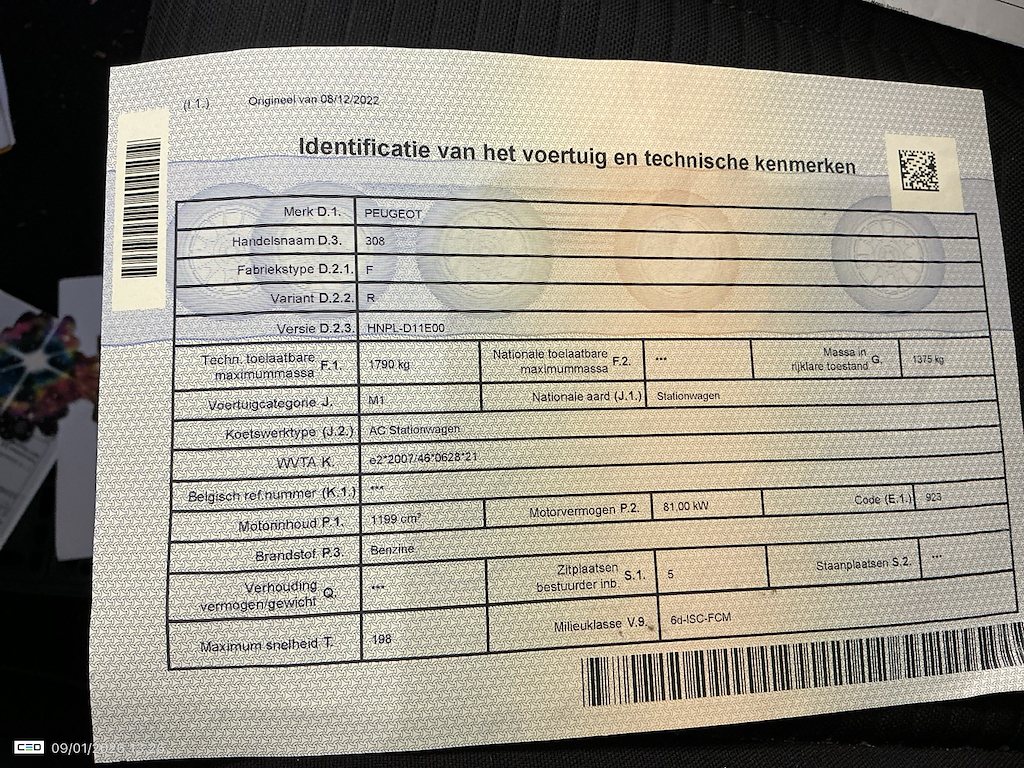 (I.1.) Origineel van 08/12/2022
Identificatie van het voertuig en technische kenmerken
Merk D.1. PEUGEOT
Handelsnaam D.3. 308
Fabriekstype D.2.1. F
Variant D.2.2. R
Versie D.2.3. HNPL-D11E00
Techn. toelaatbare maximummassa F.1. 1790 kg Nationale toelaatbare maximummassa F.2. *** Massa in rijklare toestand G. 1375 kg
Voertuigcategorie J. M1 Nationale aard (J.1.) Stationwagen
Koetswerktype (J.2.) AC Stationwagen
WVTA K. e2*2007/46*0628*21
Belgisch ref.nummer (K.1.) ***
Motorinhoud P.1. 1199 cm³ Motorvermogen P.2. 81.00 kW Code (E.1.) 923
Brandstof P.3. Benzine
Verhouding vermogen/gewicht Q. *** Zitplaatsen bestuurder inb. S.1. 5 Staanplaatsen S.2. ***
Maximum snelheid T. 198 Milieuklasse V.9. 6d-ISC-FCM
CEO 09/01/20